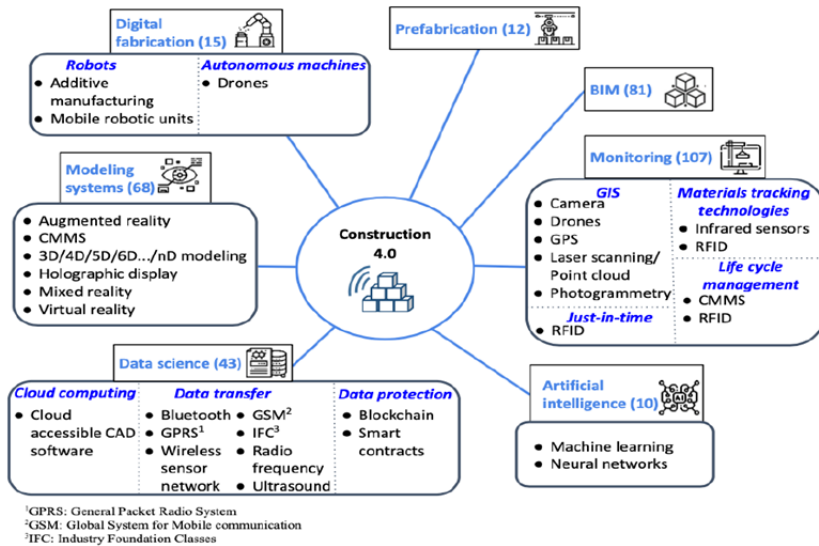 Digital
fabrication (15)
Robots
● Additive
manufacturing
● Mobile robotic units
Autonomous machines
● Drones
Prefabrication (12)
BIM (81)
Monitoring (107)
GIS
● Camera
● Drones
● GPS
● Laser scanning/
Point cloud
● Photogrammetry
Just-in-time
● RFID
Materials tracking
technologies
● Infrared sensors
● RFID
Life cycle
management
● CMMS
● RFID
Modeling
systems (68)
● Augmented reality
● CMMS
● 3D/4D/5D/6D.../nD modeling
● Holographic display
● Mixed reality
● Virtual reality
Construction
4.0
Data science (43)
Cloud computing
● Cloud
accessible CAD
software
Data transfer
● Bluetooth
● GPRS¹
● Wireless
sensor
network
● GSM²
● IFC³
● Radio
frequency
● Ultrasound
Data protection
● Blockchain
● Smart
contracts
Artificial
intelligence (10)
AI
● Machine learning
● Neural networks
¹GPRS: General Packet Radio System
²GSM: Global System for Mobile communication
³IFC: Industry Foundation Classes